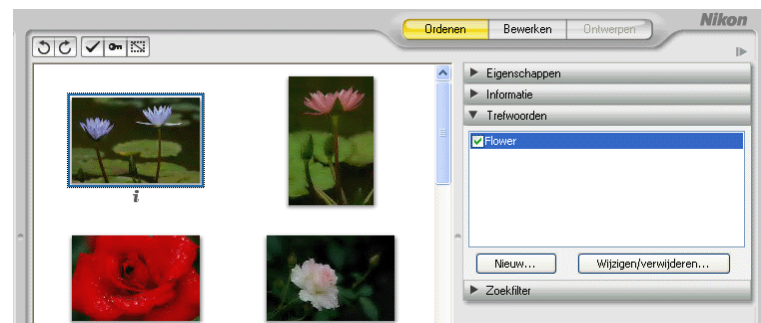 Nikon
Ordenen Bewerken Ontwerpen
Eigenschappen
Informatie
Trefwoorden
Flower
Nieuw... Wijzigen/verwijderen...
Zoekfilter